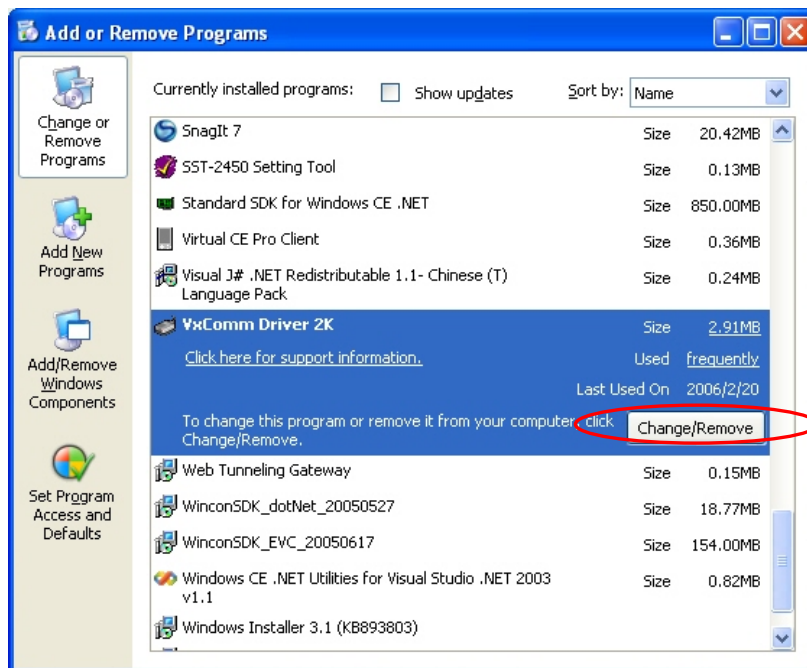 Add or Remove Programs
Change or
Remove
Programs
Add New
Programs
Add/Remove
Windows
Components
Set Program
Access and
Defaults
Currently installed programs:
Show updates
Sort by:
Name
SnagIt 7
Size 20.42MB
SST-2450 Setting Tool
Size 0.13MB
Standard SDK for Windows CE .NET
Size 850.00MB
Virtual CE Pro Client
Size 0.36MB
Visual J# .NET Redistributable 1.1- Chinese (T)
Language Pack
Size 0.24MB
VxComm Driver 2K
Size 2.91MB
Click here for support information.
Used frequently
Last Used On 2006/2/20
To change this program or remove it from your computer, click
Change/Remove.
Change/Remove
Web Tunneling Gateway
Size 0.15MB
WinconSDK_dotNet_20050527
Size 18.77MB
WinconSDK_EVC_20050617
Size 154.00MB
Windows CE .NET Utilities for Visual Studio .NET 2003
v1.1
Size 0.82MB
Windows Installer 3.1 (KB893803)